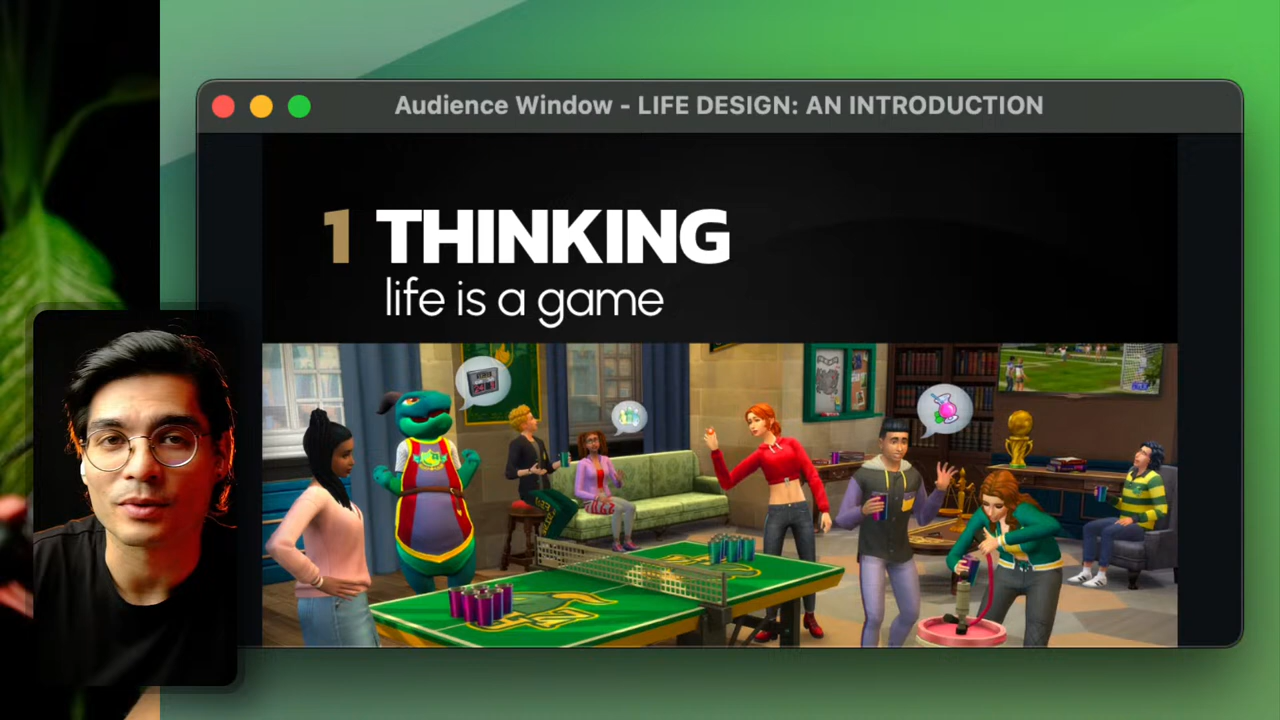 Audience Window - LIFE DESIGN: AN INTRODUCTION
1 THINKING
life is a game